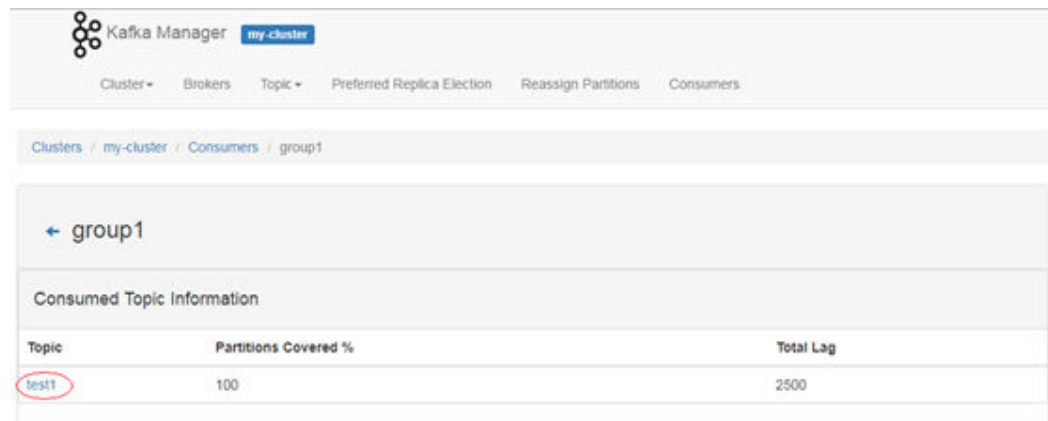 Kafka Manager my-cluster
Cluster Brokers Topic Preferred Replica Election Reassign Partitions Consumers
Clusters / my-cluster / Consumers / group1
← group1
Consumed Topic Information
Topic Partitions Covered % Total Lag
test1 100 2500